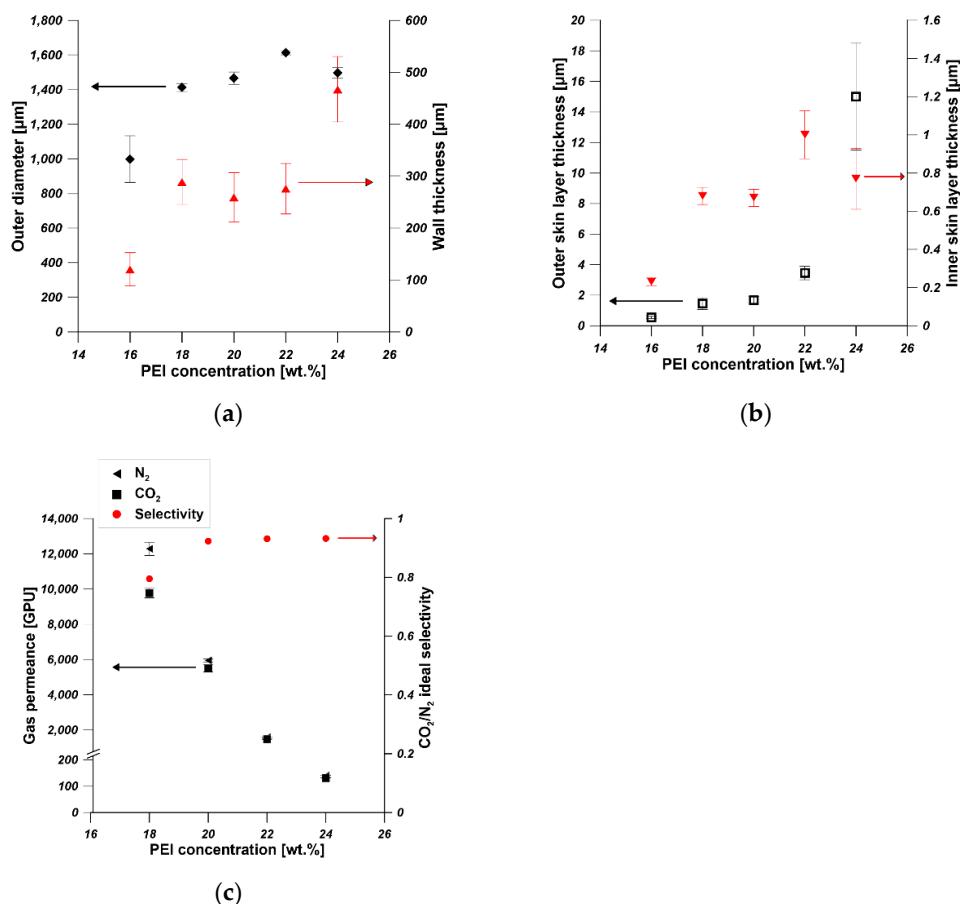 1,800
1,600
1,400
1,200
1,000
800
600
400
200
0
Outer diameter [µm]
600
500
400
300
200
100
0
Wall thickness [µm]
14 16 18 20 22 24 26
PEI concentration [wt.%]
(a)
20
18
16
14
12
10
8
6
4
2
0
Outer skin layer thickness [µm]
1.6
1.4
1.2
1
0.8
0.6
0.4
0.2
0
Inner skin layer thickness [µm]
14 16 18 20 22 24 26
PEI concentration [wt.%]
(b)
N2
CO2
Selectivity
14,000
12,000
10,000
8,000
6,000
4,000
2,000
200
100
0
Gas permeance [GPU]
1
0.8
0.6
0.4
0.2
0
CO2/N2 ideal selectivity
16 18 20 22 24 26
PEI concentration [wt.%]
(c)